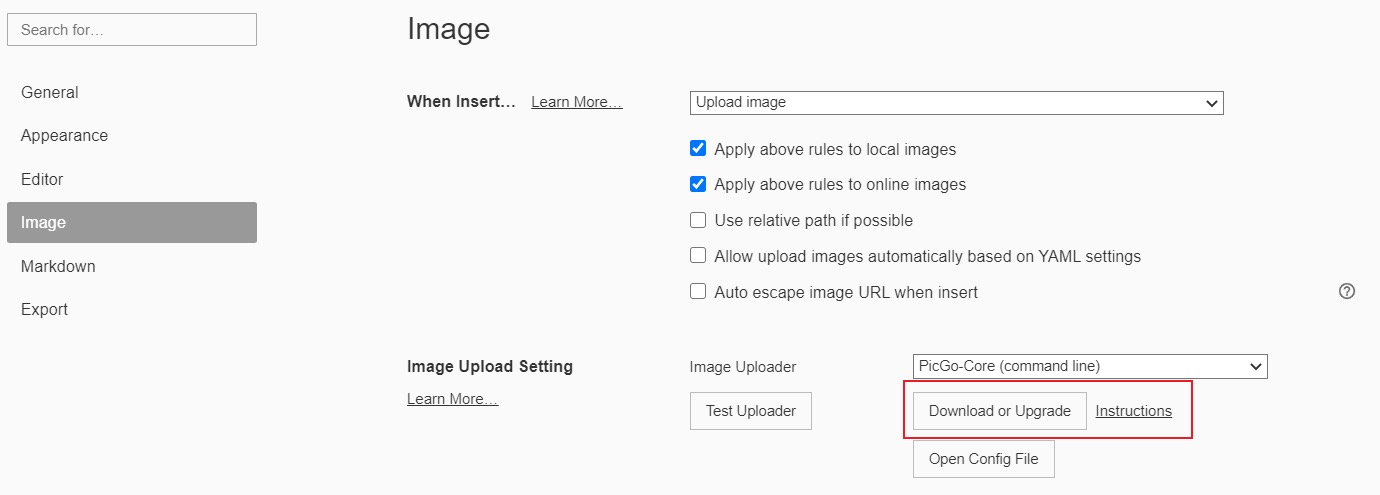 Search for…
General
Appearance
Editor
Image
Markdown
Export
Image
When Insert… Learn More…
Upload image
Apply above rules to local images
Apply above rules to online images
Use relative path if possible
Allow upload images automatically based on YAML settings
Auto escape image URL when insert
?
Image Upload Setting
Learn More…
Image Uploader
PicGo-Core (command line)
Test Uploader
Download or Upgrade Instructions
Open Config File